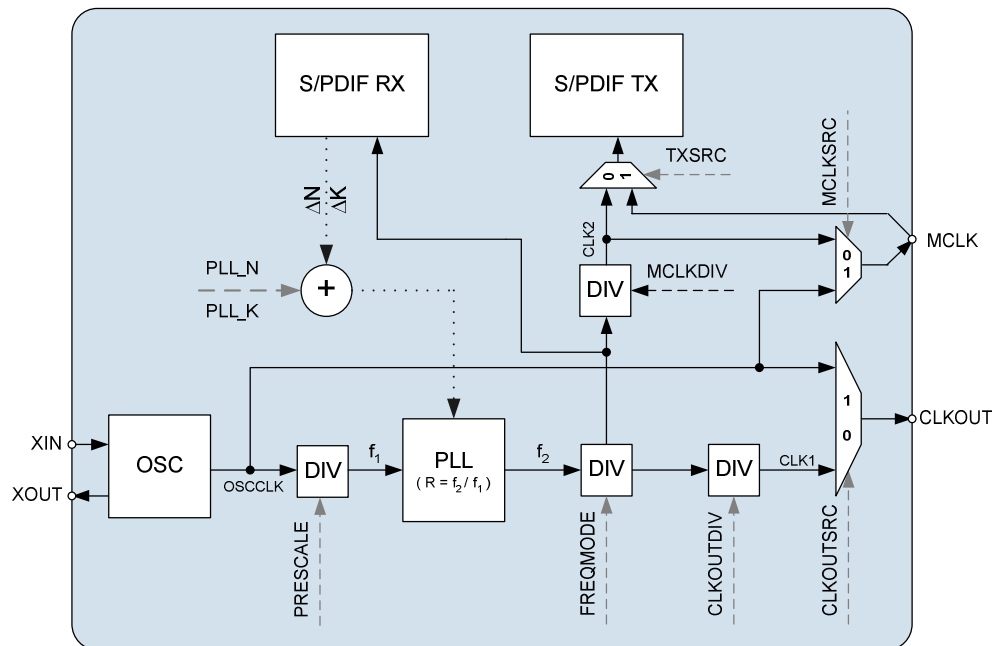 S/PDIF RX
S/PDIF TX
TXSRC
MCLKSRC
0 1
ΔN
ΔK
CLK2
MCLK
0
1
PLL_N
PLL_K
+
DIV
MCLKDIV
XIN
XOUT
OSC
OSCCLK
DIV
f1
PLL
( R = f2 / f1 )
f2
DIV
DIV
CLK1
1
0
CLKOUT
PRESCALE
FREQMODE
CLKOUTDIV
CLKOUTSRC